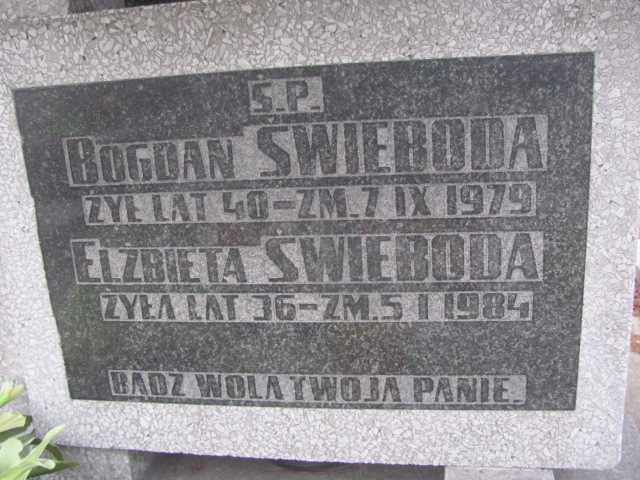 S.P.
BOGDAN SWIEBODA
ZYŁ LAT 40-ZM.7 IX 1979
ELZBIETA SWIEBODA
ZYŁA LAT 36-ZM.5 I 1984
BADZ WOLA TWOJA PANIE.